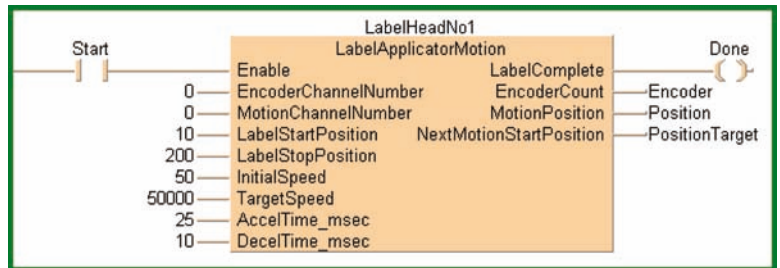 LabelHeadNo1
Start LabelApplicatorMotion Done
Enable LabelComplete
0 EncoderChannelNumber EncoderCount Encoder
0 MotionChannelNumber MotionPosition Position
10 LabelStartPosition NextMotionStartPosition PositionTarget
200 LabelStopPosition
50 InitialSpeed
50000 TargetSpeed
25 AccelTime_msec
10 DecelTime_msec